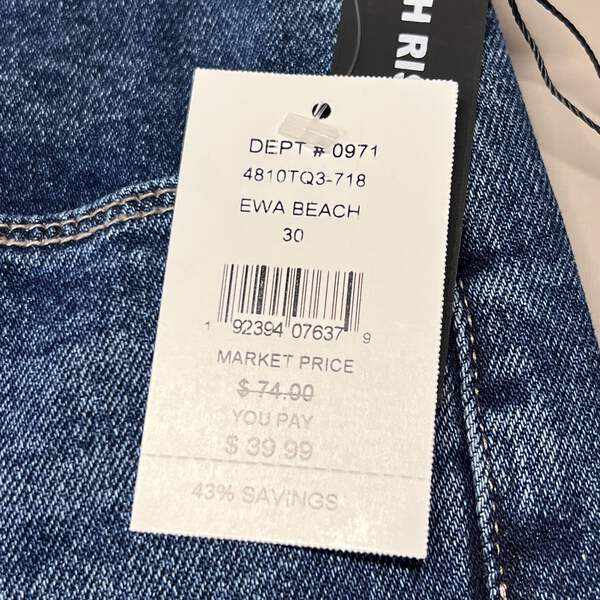 H RIS
DEPT # 0971
4810TQ3-718
EWA BEACH
30
1 92394 07637 9
MARKET PRICE
$ 74.00
YOU PAY
$ 39.99
43% SAVINGS